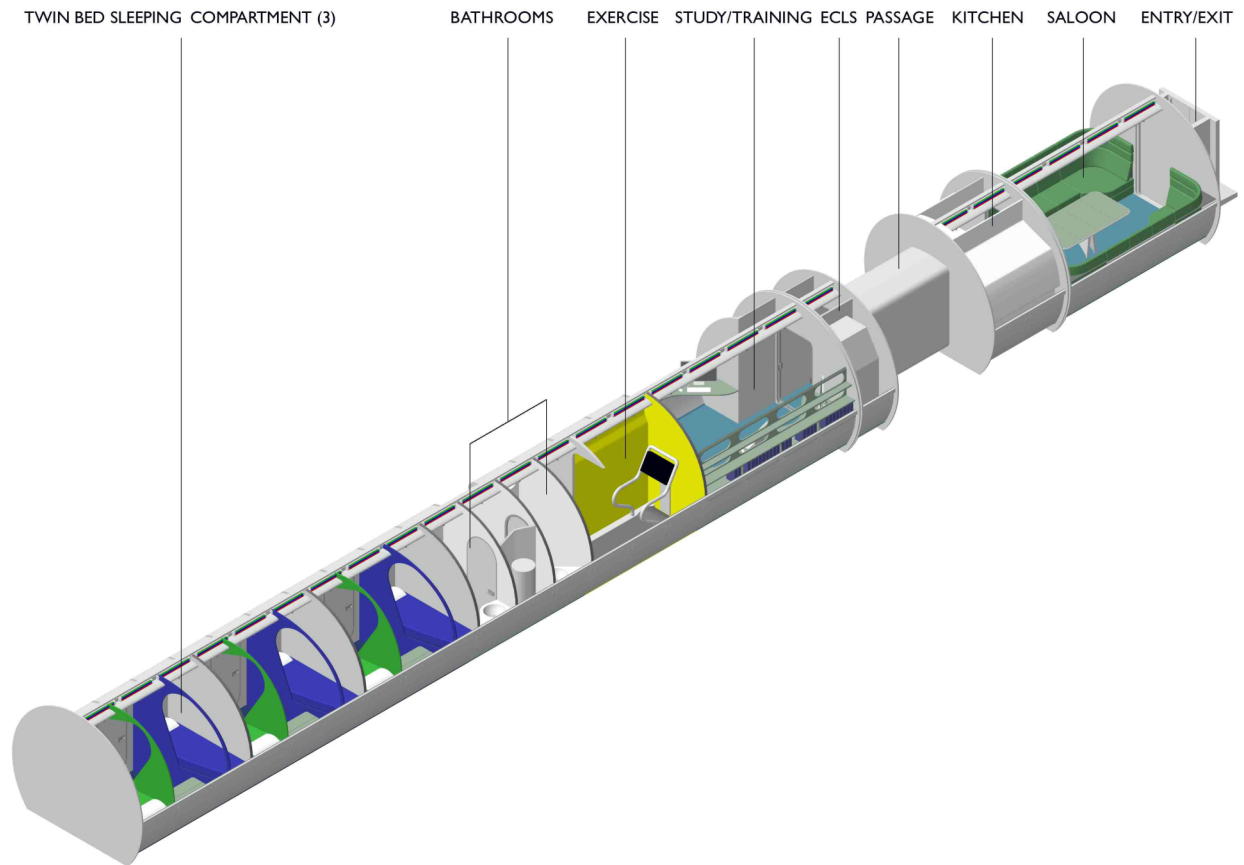 TWIN BED SLEEPING COMPARTMENT (3) BATHROOMS EXERCISE STUDY/TRAINING ECLS PASSAGE KITCHEN SALOON ENTRY/EXIT